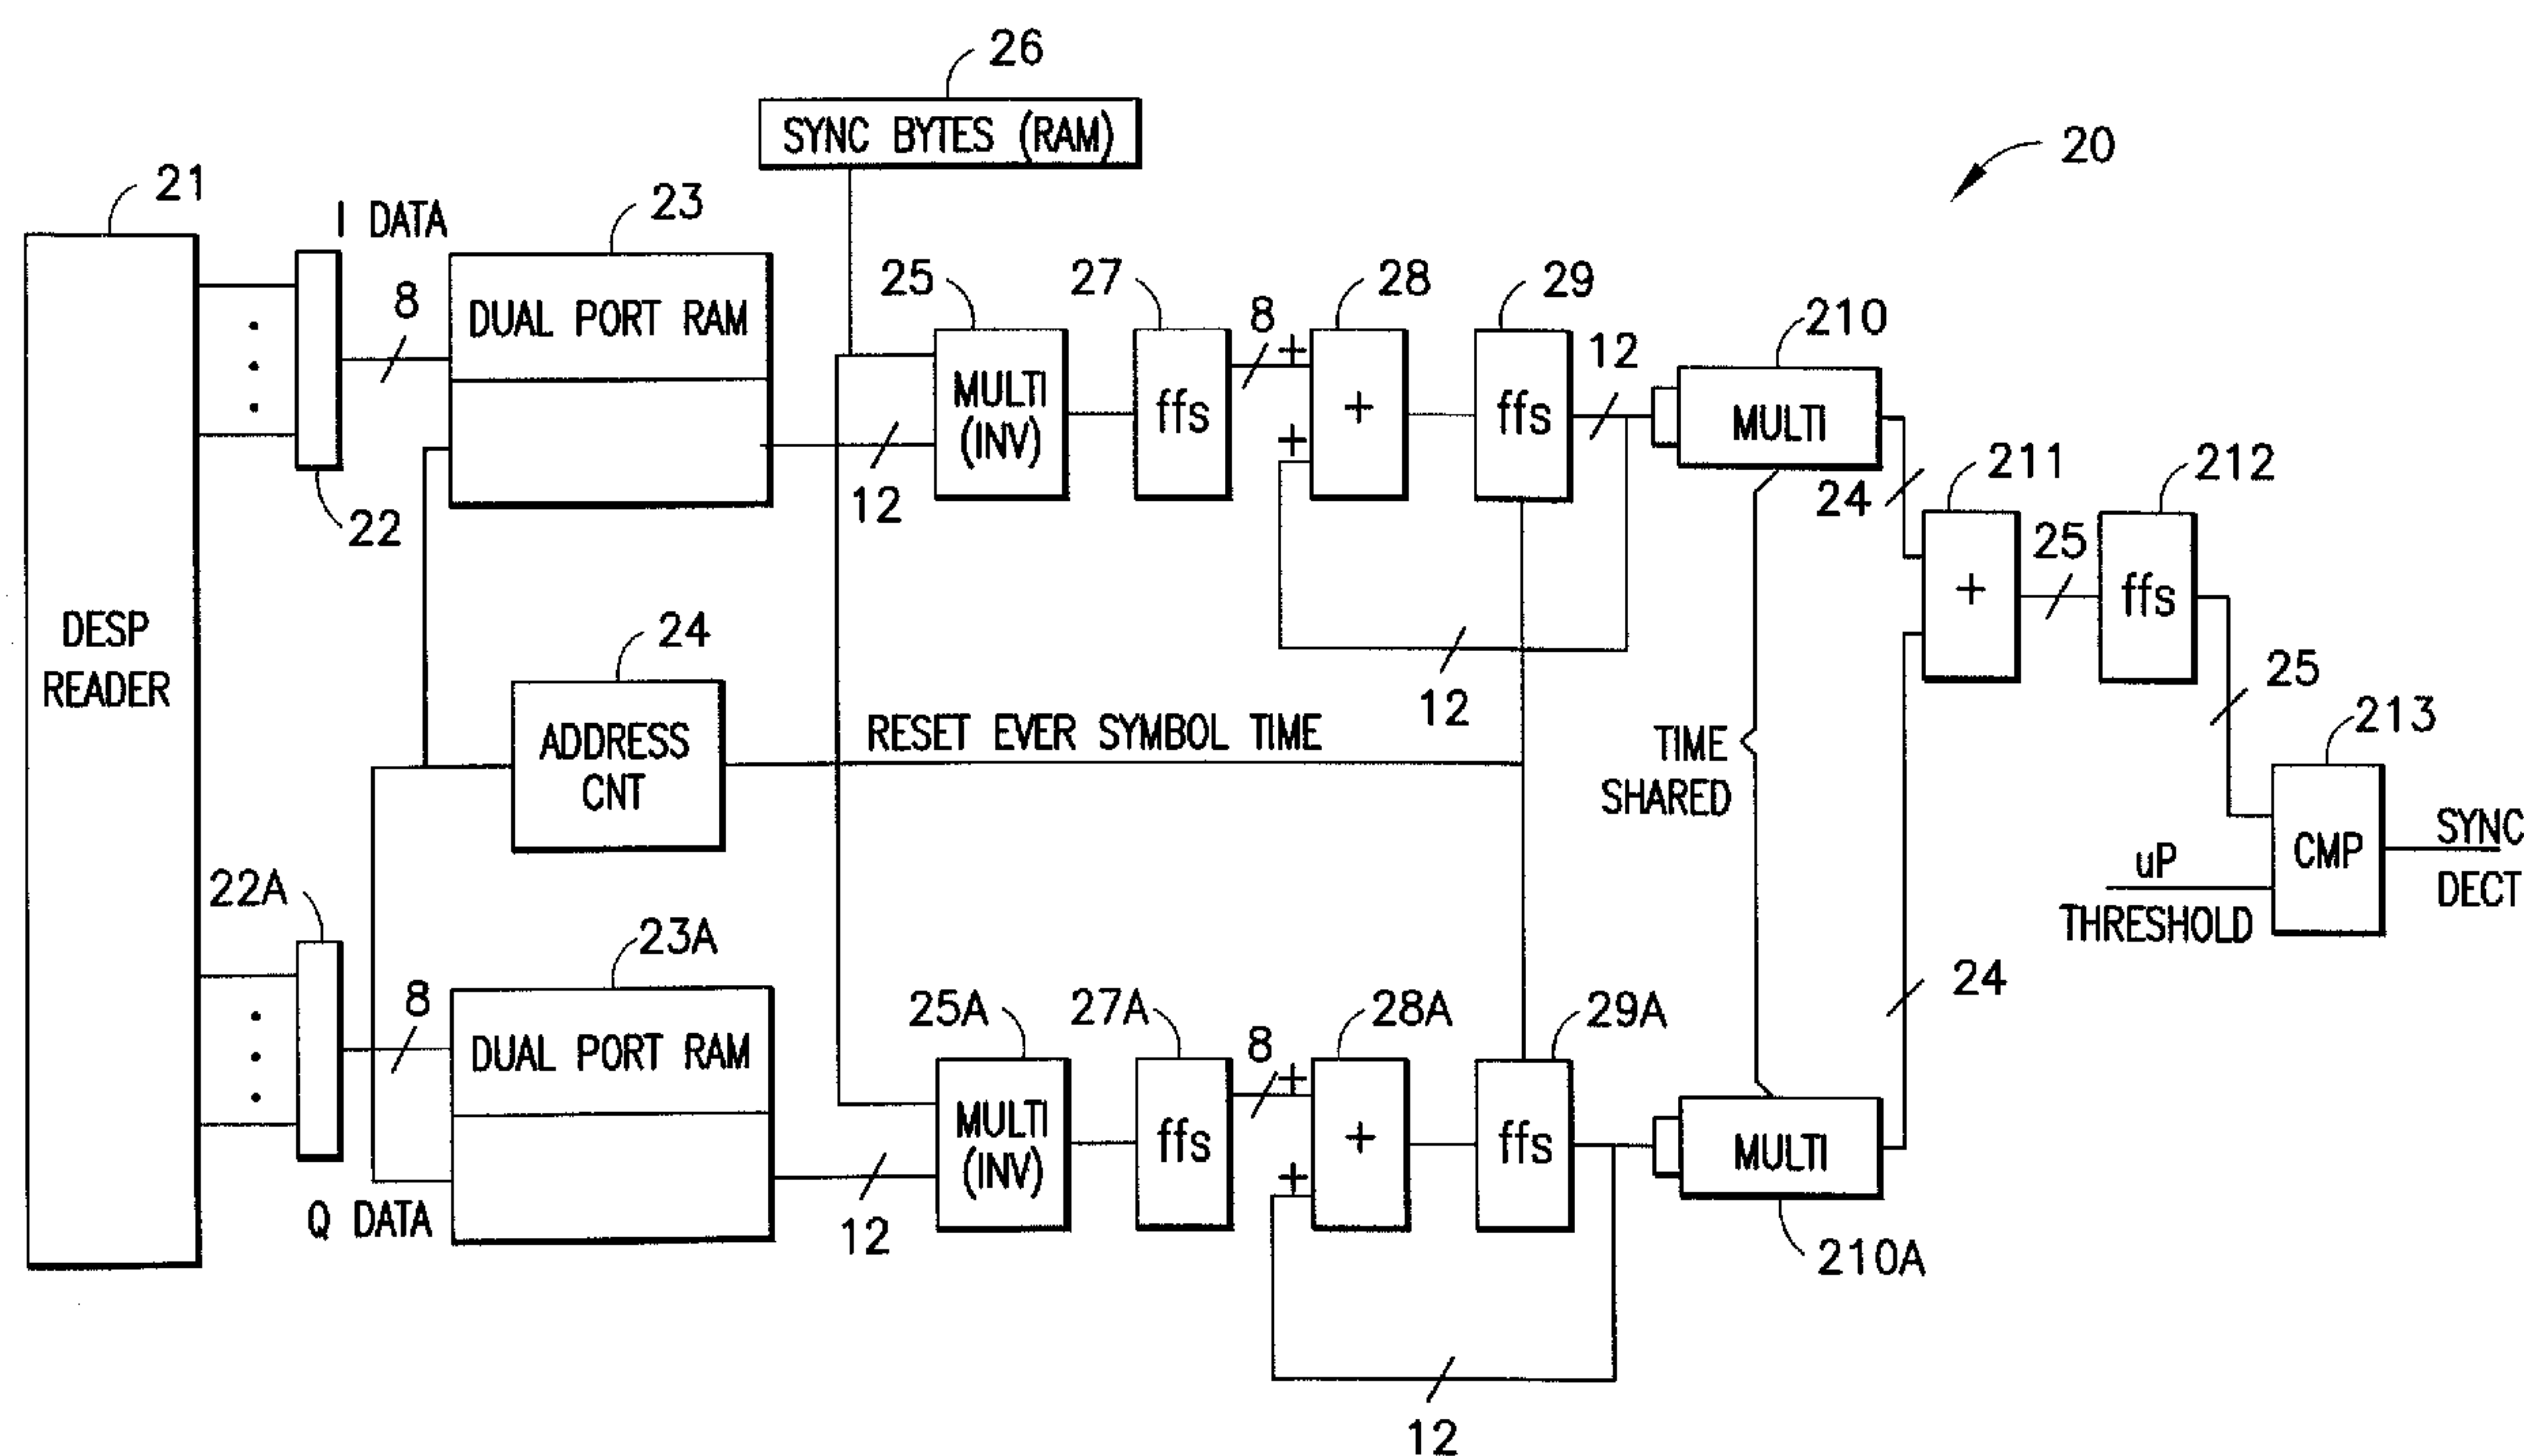 26
SYNC BYTES (RAM)
20
21
I DATA
23
8
DUAL PORT RAM
22
12
25
MULTI
(INV)
27
ffs
8
+
+
28
+
29
ffs
12
12
210
MULTI
24
211
+
25
212
ffs
25
DESP
READER
24
ADDRESS
CNT
RESET EVER SYMBOL TIME
TIME
SHARED
213
CMP
uP
THRESHOLD
SYNC
DECT
22A
8
Q DATA
23A
DUAL PORT RAM
12
25A
MULTI
(INV)
27A
ffs
8
+
+
28A
+
29A
ffs
12
MULTI
210A
24